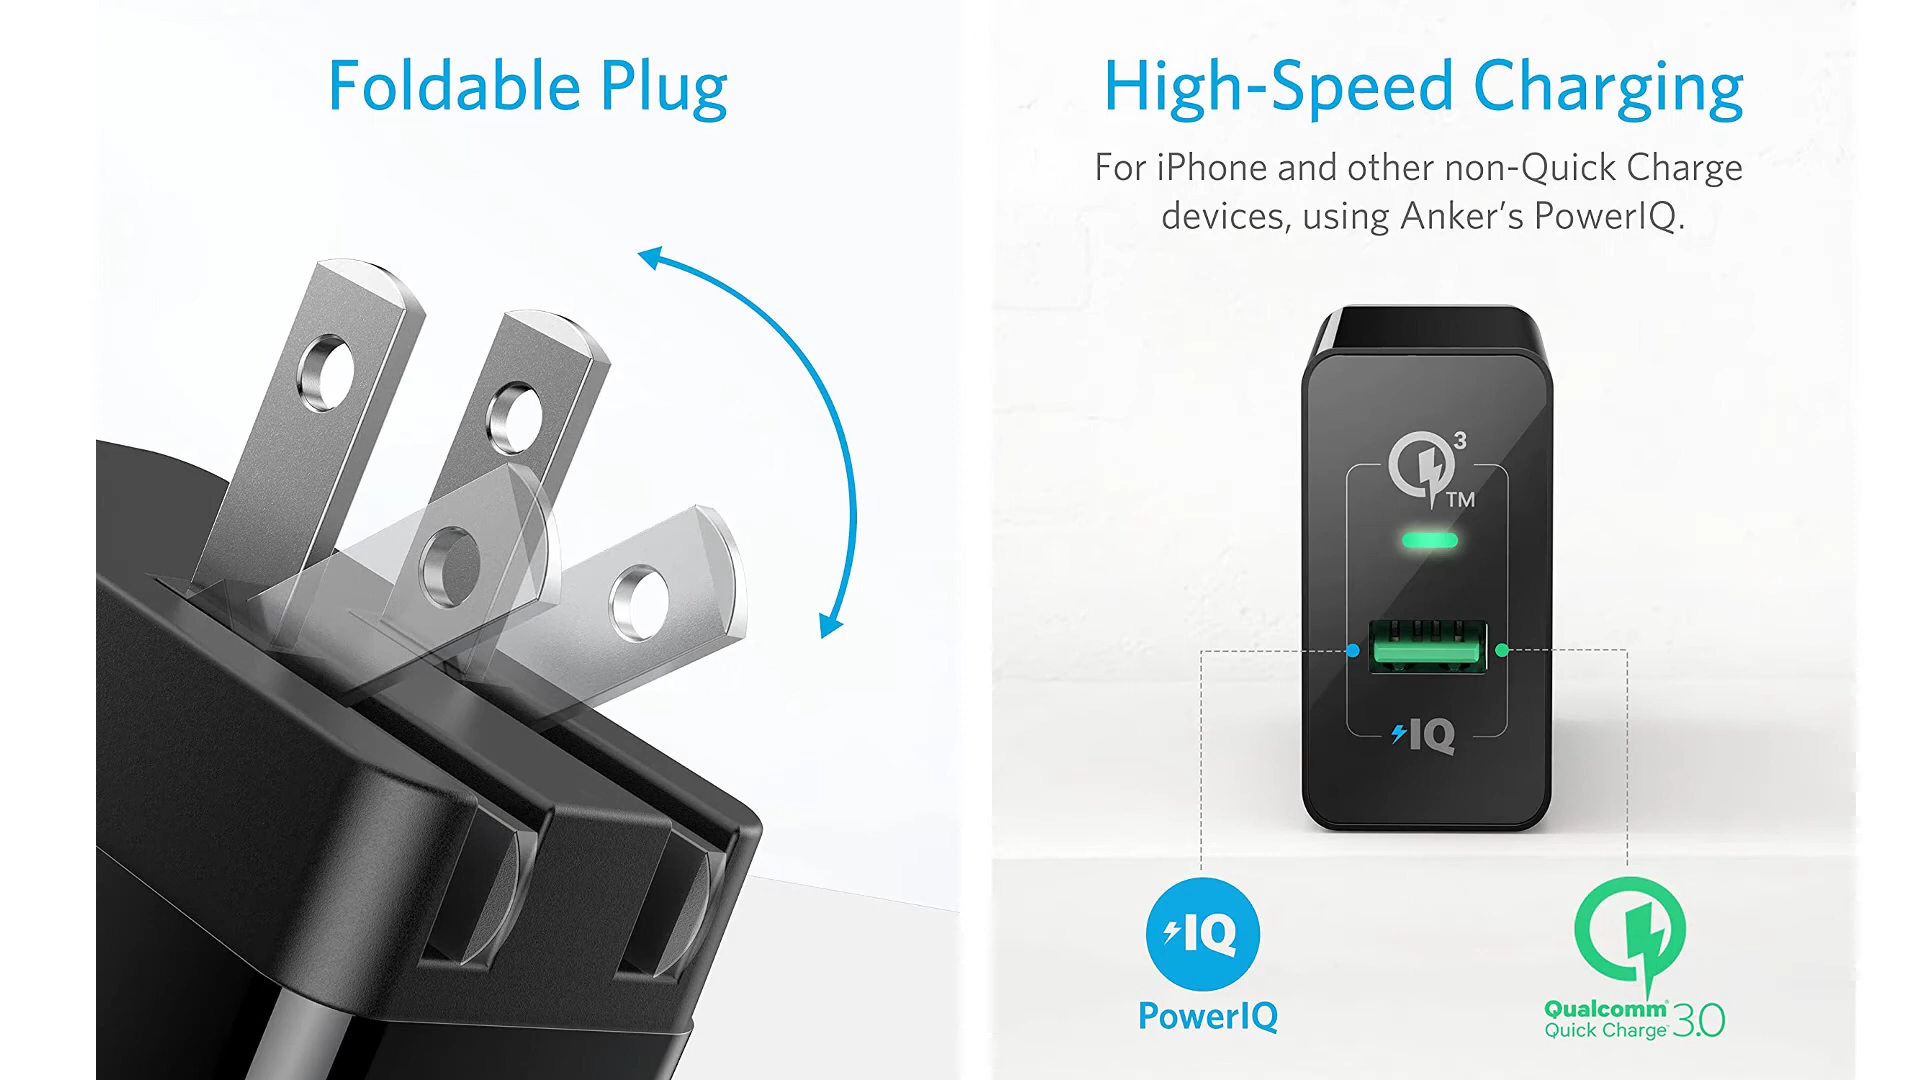 Foldable Plug
High-Speed Charging
For iPhone and other non-Quick Charge
devices, using Anker's PowerIQ.
3
TM
IQ
IQ
PowerIQ
Qualcomm
Quick Charge 3.0